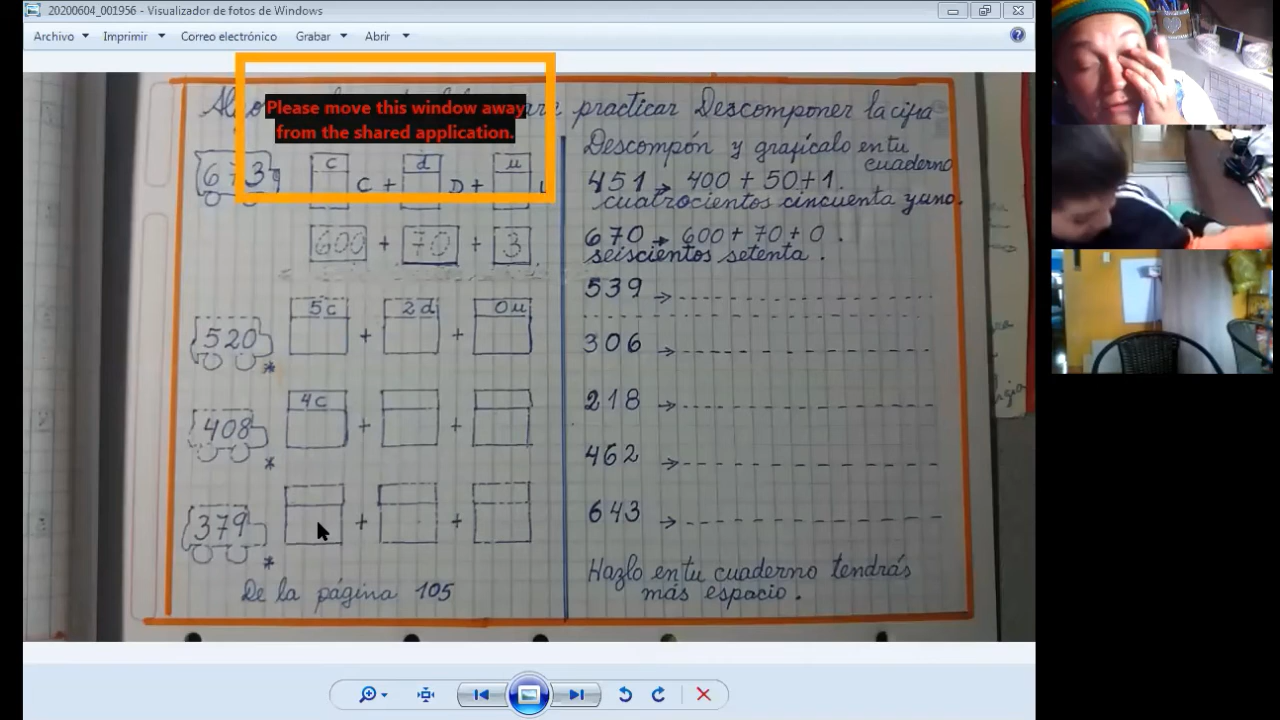 20200604_001956 - Visualizador de fotos de Windows
Archivo Imprimir Correo electrónico Grabar Abrir
Please move this window away
from the shared application.
practicar Descomponer la cifra
673
c d u
C + D +
600 + 70 + 3
520
5c + 2d + 0u
*
408
4c + +
*
379
+ +
*
De la página 105
Descompón y grafícalo en tu
cuaderno
451 → 400 + 50 + 1.
cuatrocientos cincuenta y uno.
670 → 600 + 70 + 0.
seiscientos setenta.
539 →
306 →
218 →
462 →
643 →
Hazlo en tu cuaderno tendrás
más espacio.